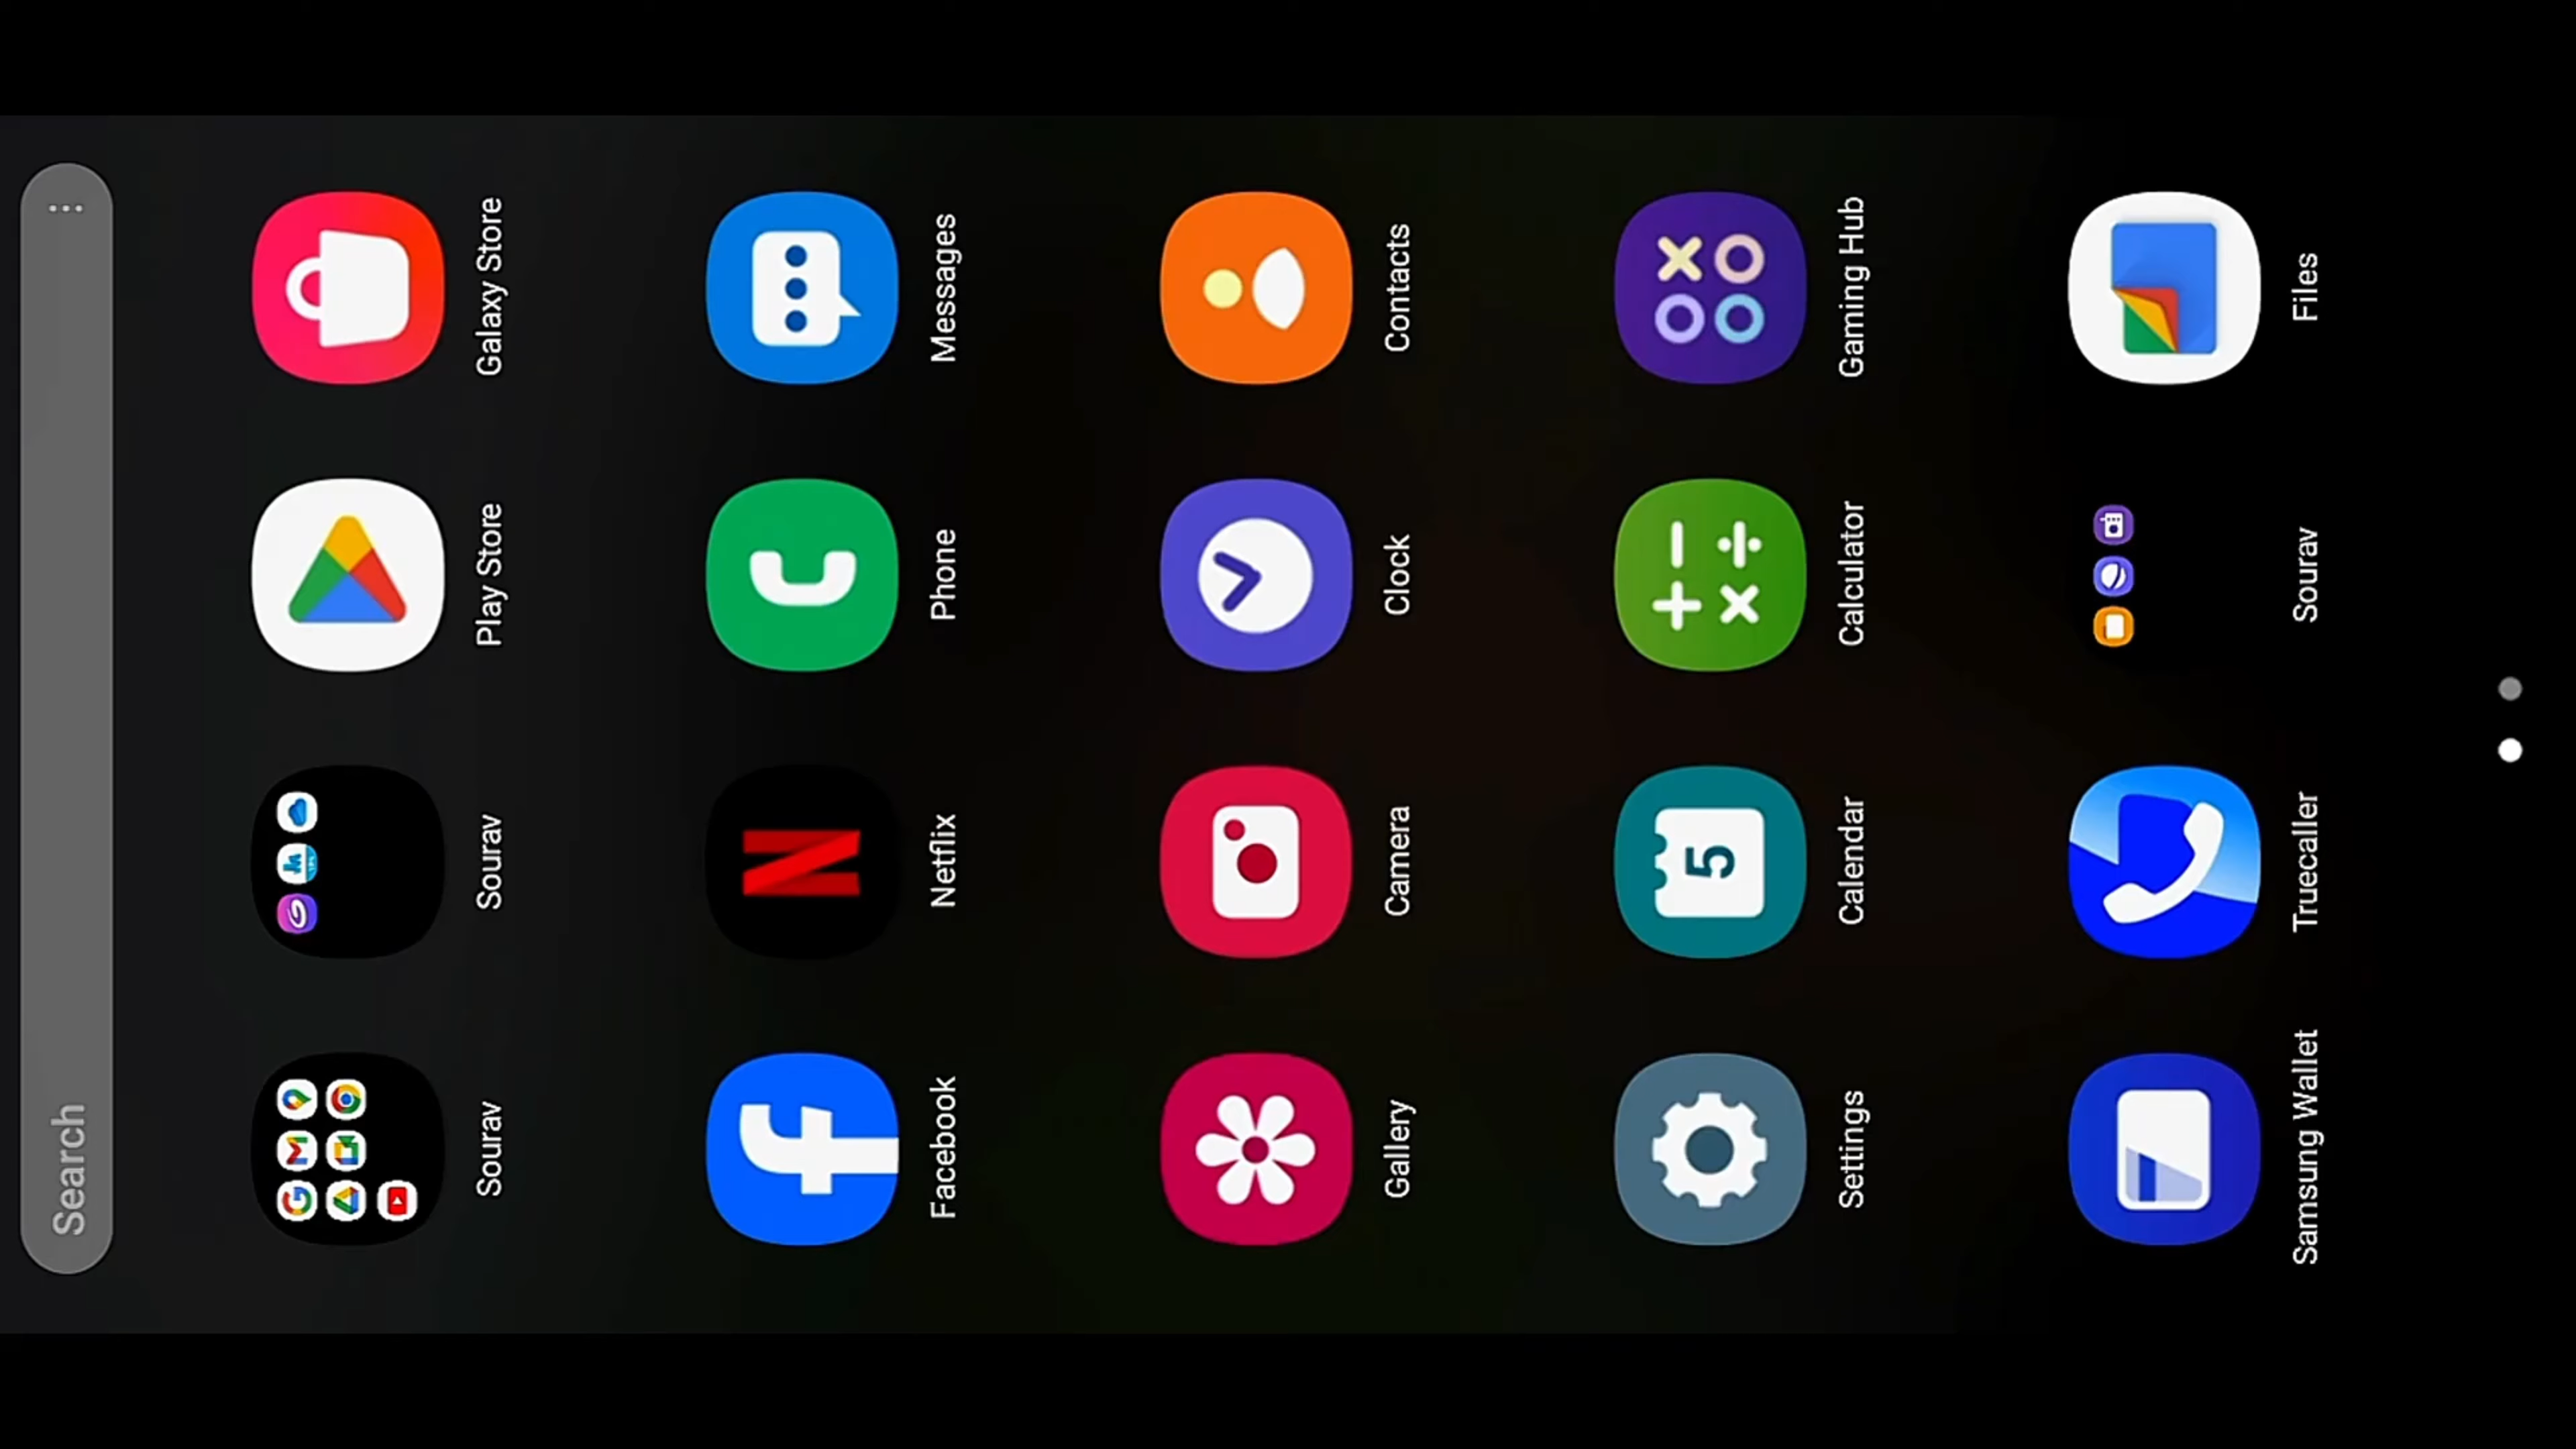 Search
Sourav
Sourav
Play Store
Galaxy Store
Facebook
Netflix
Phone
Messages
Gallery
Camera
Clock
Contacts
5
Settings
Calendar
Calculator
Gaming Hub
Samsung Wallet
Truecaller
Sourav
Files